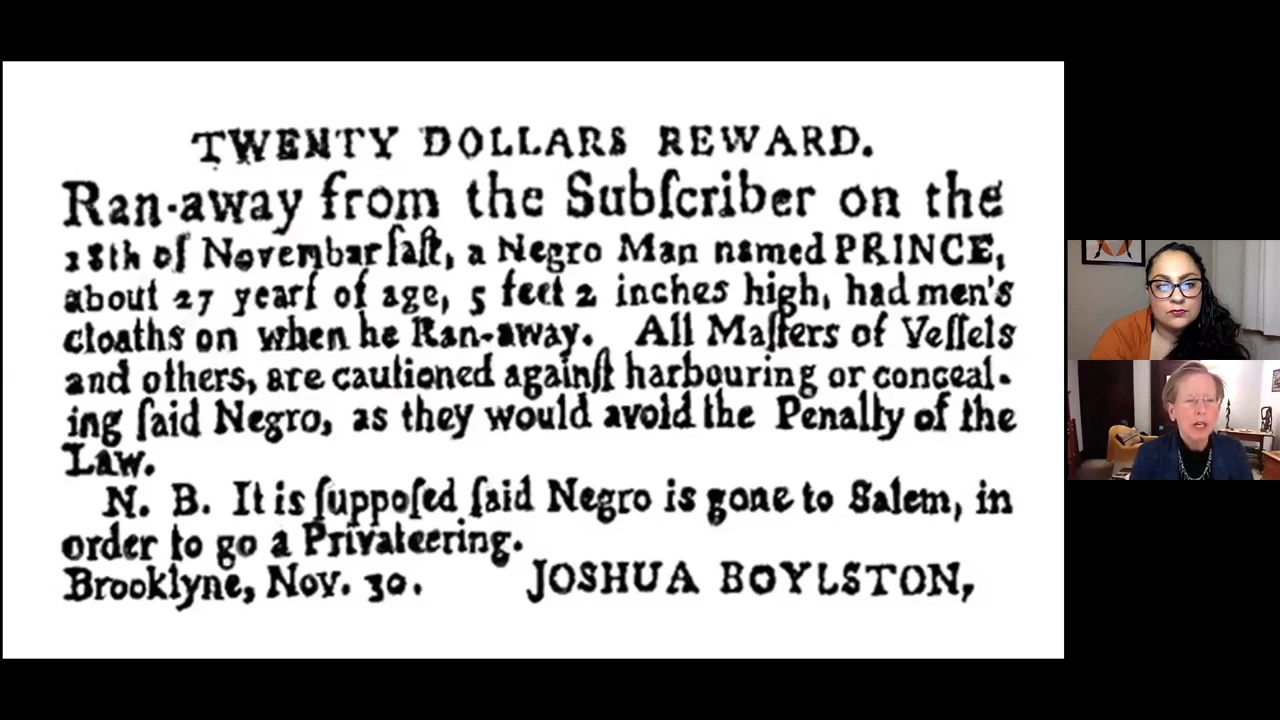 TWENTY DOLLARS REWARD.
Ran-away from the Subſcriber on the
18th of Novembar ſaſt, a Negro Man named PRINCE,
about 27 yearſ of age, 5 feet 2 inches high, had men's
cloaths on when he Ran-away. All Maſters of Veſſels
and others, are cautioned againſt harbouring or conceal-
ing ſaid Negro, as they would avoid the Penalty of the
Law.
N. B. It is ſuppoſed ſaid Negro is gone to Salem, in
order to go a Privateering.
Brooklyne, Nov. 30. JOSHUA BOYLSTON,